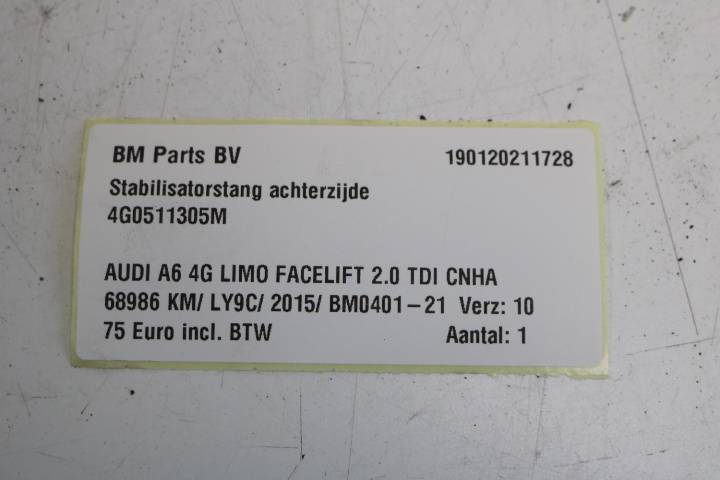 BM Parts BV 190120211728
Stabilisatorstang achterzijde
4G0511305M
AUDI A6 4G LIMO FACELIFT 2.0 TDI CNHA
68986 KM/ LY9C/ 2015/ BM0401-21 Verz: 10
75 Euro incl. BTW Aantal: 1